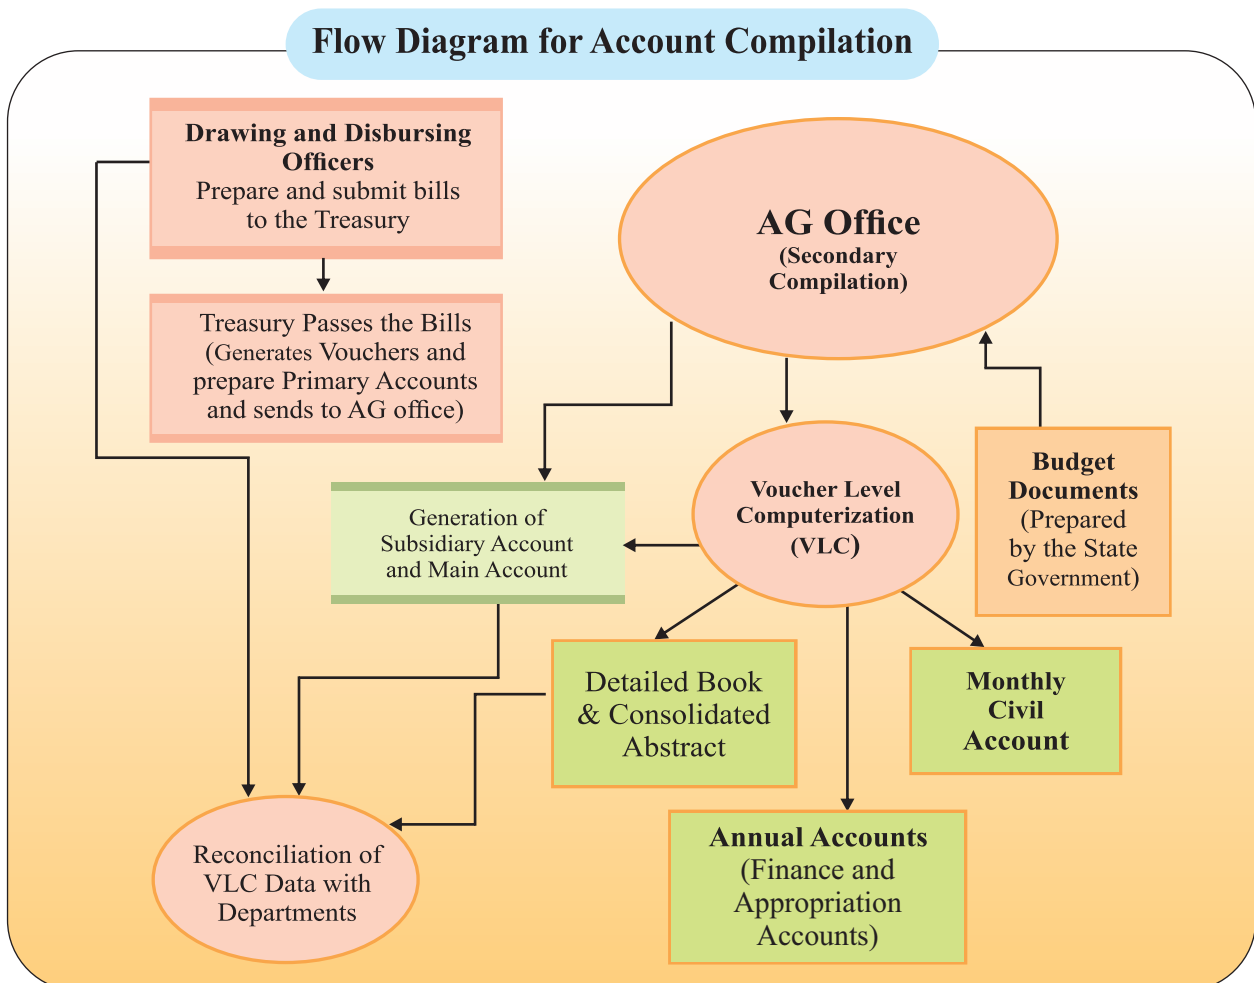 Flow Diagram for Account Compilation
Drawing and Disbursing
Officers
Prepare and submit bills
to the Treasury
Treasury Passes the Bills
(Generates Vouchers and
prepare Primary Accounts
and sends to AG office)
AG Office
(Secondary
Compilation)
Generation of
Subsidiary Account
and Main Account
Voucher Level
Computerization
(VLC)
Budget
Documents
(Prepared
by the State
Government)
Detailed Book
& Consolidated
Abstract
Monthly
Civil
Account
Reconciliation of
VLC Data with
Departments
Annual Accounts
(Finance and
Appropriation
Accounts)